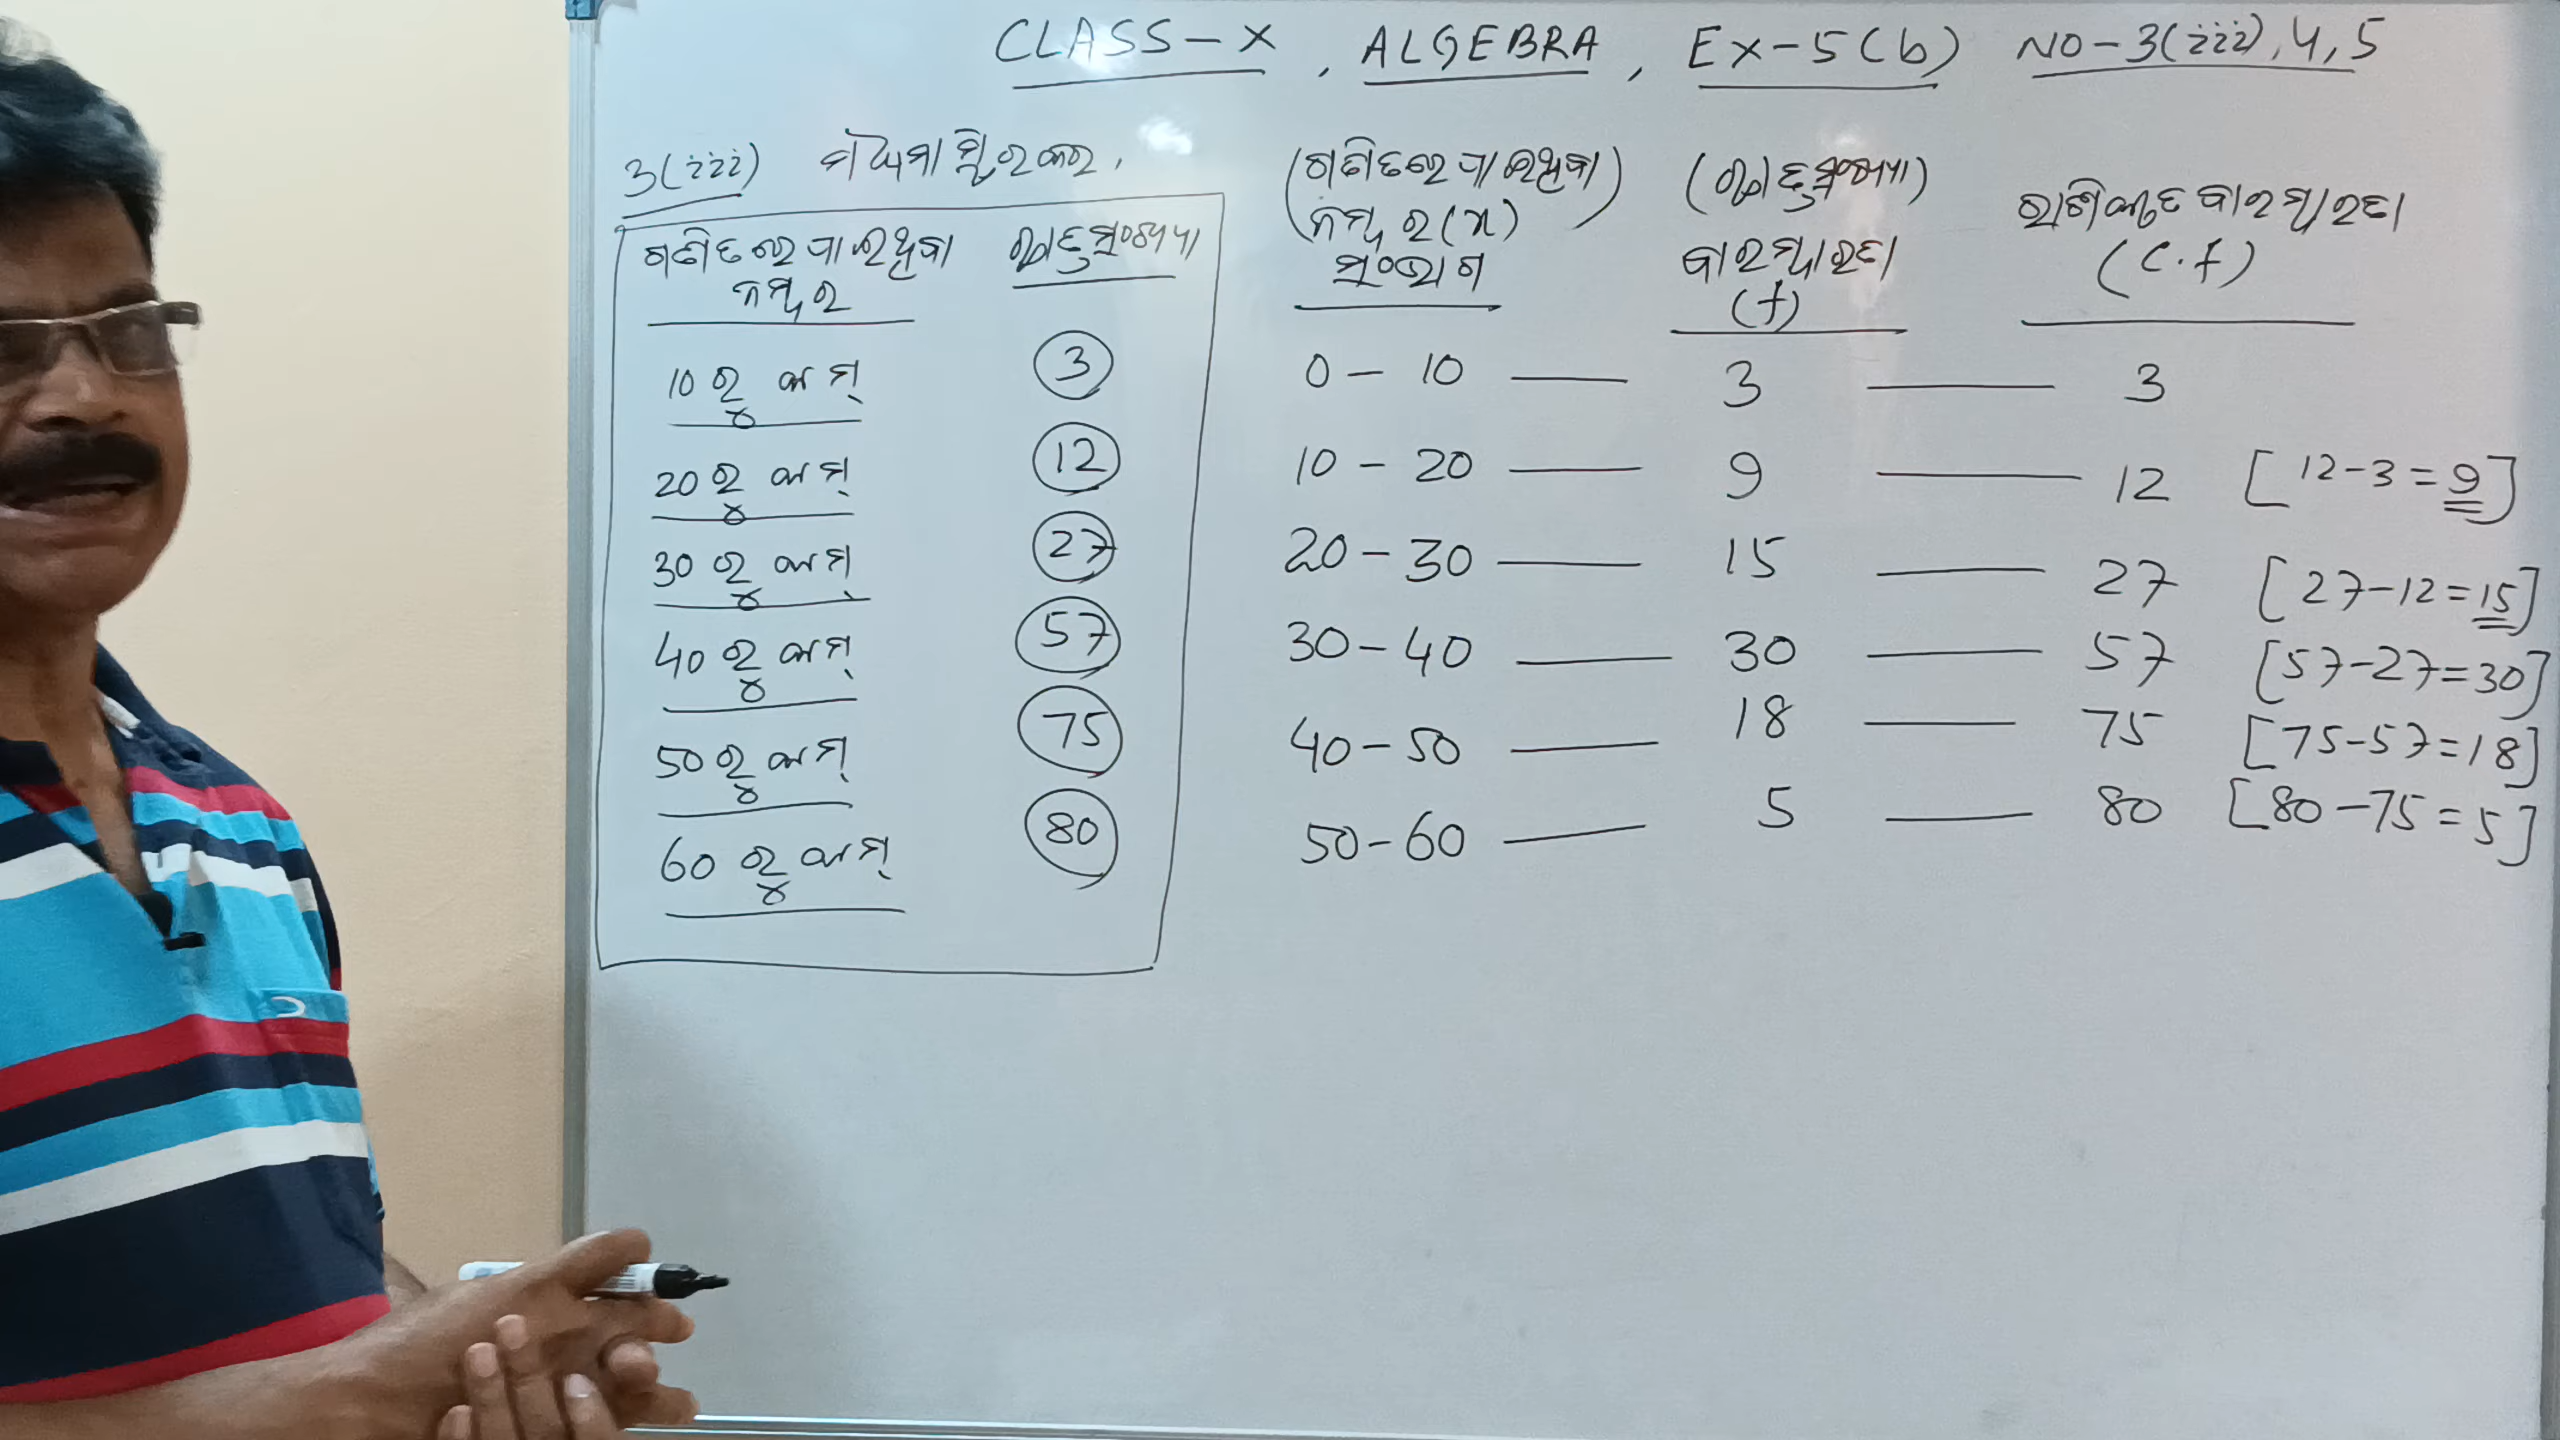 CLASS-X, ALGEBRA, EX-5(b) NO-3(iii),4,5
3(iii) ମଧ୍ୟମା ସ୍ଥିର କର.
ଗଣିତରେ ପାଇଥିବା ଛାତ୍ରସଂଖ୍ୟା
ନମ୍ବର
10 ରୁ କମ୍ 3
20 ରୁ କମ୍ 12
30 ରୁ କମ୍ 27
40 ରୁ କମ୍ 57
50 ରୁ କମ୍ 75
60 ରୁ କମ୍ 80
(ଗଣିତରେ ପାଇଥିବା (ଛାତ୍ରସଂଖ୍ୟା) ରାଶିକୃତ ବାରମ୍ବାରତା
ନମ୍ବର (x)) ବାରମ୍ବାରତା (c.f)
ସଂଭାଗ (f)
0 - 10 — 3 — 3
10 - 20 — 9 — 12 [12-3=9]
20-30 — 15 — 27 [27-12=15]
30-40 — 30 — 57 [57-27=30]
40-50 — 18 — 75 [75-57=18]
50-60 — 5 — 80 [80-75=5]